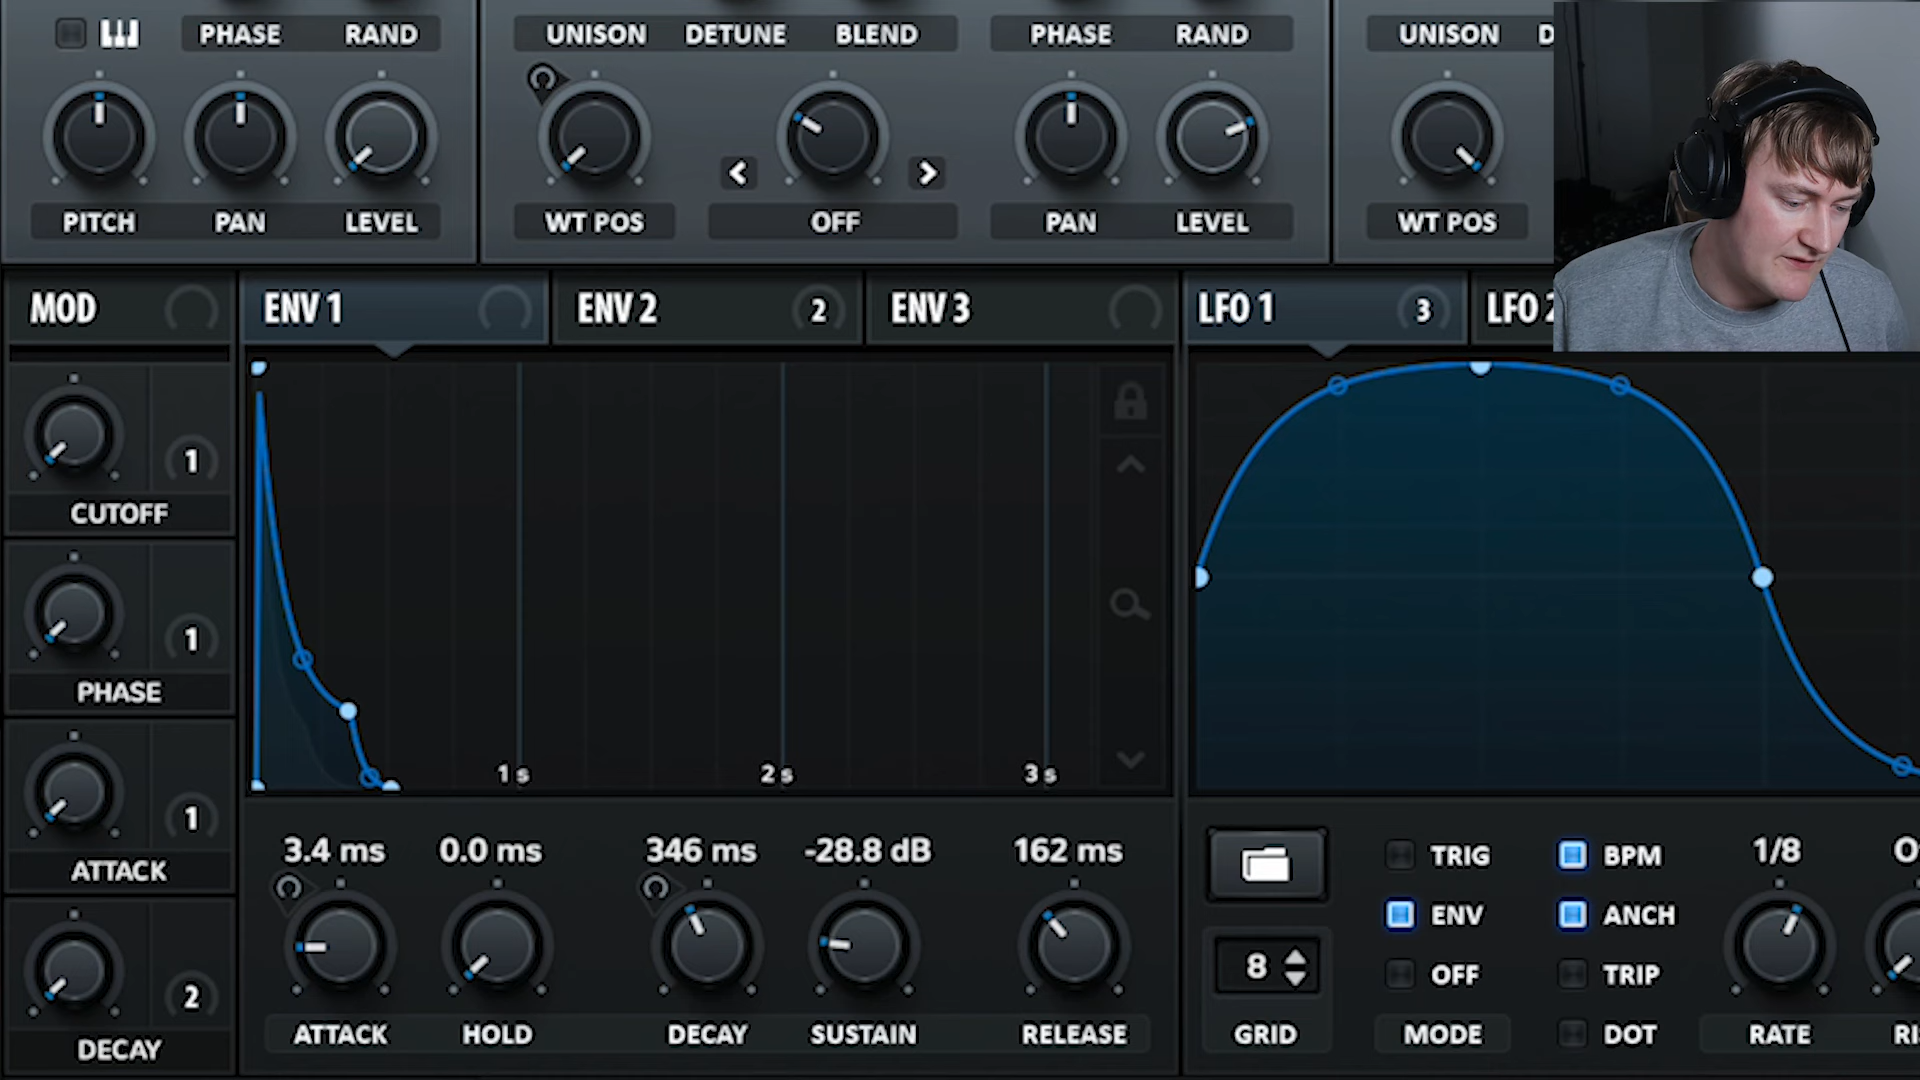 PHASE RAND UNISON DETUNE BLEND PHASE RAND UNISON D
PITCH PAN LEVEL WT POS OFF PAN LEVEL WT POS
MOD ENV 1 ENV 2 2 ENV 3 LFO 1 3 LFO 2
1
CUTOFF
1
PHASE
1
ATTACK
2
DECAY
1 s 2 s 3 s
3.4 ms 0.0 ms 346 ms -28.8 dB 162 ms
ATTACK HOLD DECAY SUSTAIN RELEASE
8
GRID
TRIG
ENV
OFF
MODE
BPM
ANCH
TRIP
DOT
1/8
RATE